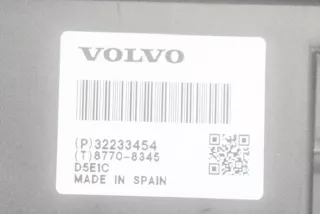 VOLVO
(P)32233454
(T)8770-8345
D5E1C
MADE IN SPAIN